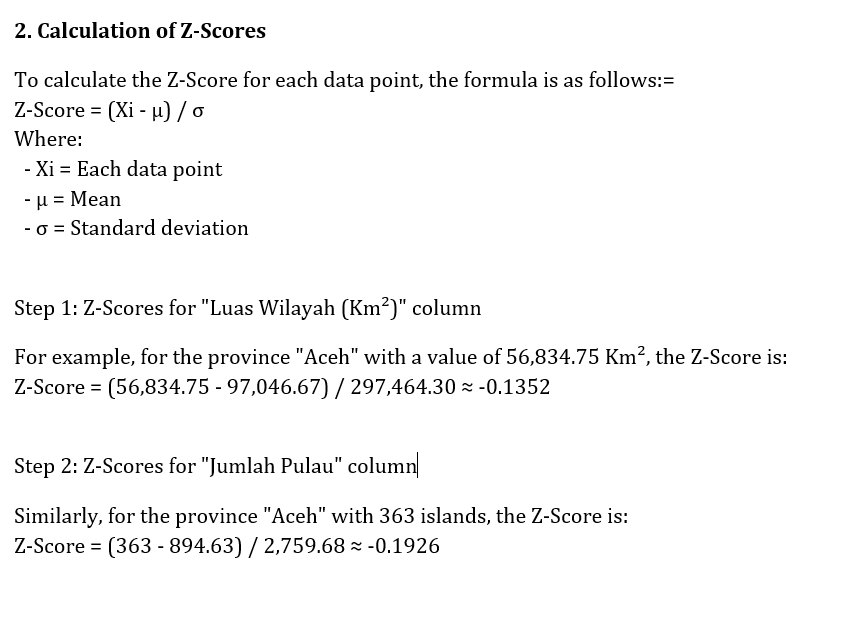 2. Calculation of Z-Scores
To calculate the Z-Score for each data point, the formula is as follows:=
Z-Score = (Xi - μ) / σ
Where:
- Xi = Each data point
- μ = Mean
- σ = Standard deviation
Step 1: Z-Scores for "Luas Wilayah (Km²)" column
For example, for the province "Aceh" with a value of 56,834.75 Km², the Z-Score is:
Z-Score = (56,834.75 - 97,046.67) / 297,464.30 ≈ -0.1352
Step 2: Z-Scores for "Jumlah Pulau" column
Similarly, for the province "Aceh" with 363 islands, the Z-Score is:
Z-Score = (363 - 894.63) / 2,759.68 ≈ -0.1926